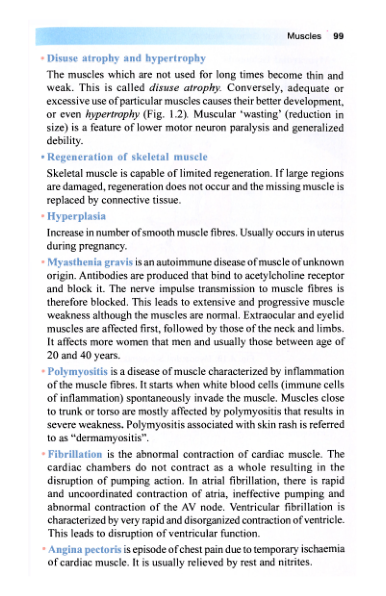 Muscles 99
• Disuse atrophy and hypertrophy
The muscles which are not used for long times become thin and
weak. This is called disuse atrophy. Conversely, adequate or
excessive use of particular muscles causes their better development,
or even hypertrophy (Fig. 1.2). Muscular ‘wasting’ (reduction in
size) is a feature of lower motor neuron paralysis and generalized
debility.
• Regeneration of skeletal muscle
Skeletal muscle is capable of limited regeneration. If large regions
are damaged, regeneration does not occur and the missing muscle is
replaced by connective tissue.
• Hyperplasia
Increase in number of smooth muscle fibres. Usually occurs in uterus
during pregnancy.
• Myasthenia gravis is an autoimmune disease of muscle of unknown
origin. Antibodies are produced that bind to acetylcholine receptor
and block it. The nerve impulse transmission to muscle fibres is
therefore blocked. This leads to extensive and progressive muscle
weakness although the muscles are normal. Extraocular and eyelid
muscles are affected first, followed by those of the neck and limbs.
It affects more women that men and usually those between age of
20 and 40 years.
• Polymyositis is a disease of muscle characterized by inflammation
of the muscle fibres. It starts when white blood cells (immune cells
of inflammation) spontaneously invade the muscle. Muscles close
to trunk or torso are mostly affected by polymyositis that results in
severe weakness. Polymyositis associated with skin rash is referred
to as “dermamyositis”.
• Fibrillation is the abnormal contraction of cardiac muscle. The
cardiac chambers do not contract as a whole resulting in the
disruption of pumping action. In atrial fibrillation, there is rapid
and uncoordinated contraction of atria, ineffective pumping and
abnormal contraction of the AV node. Ventricular fibrillation is
characterized by very rapid and disorganized contraction of ventricle.
This leads to disruption of ventricular function.
• Angina pectoris is episode of chest pain due to temporary ischaemia
of cardiac muscle. It is usually relieved by rest and nitrites.